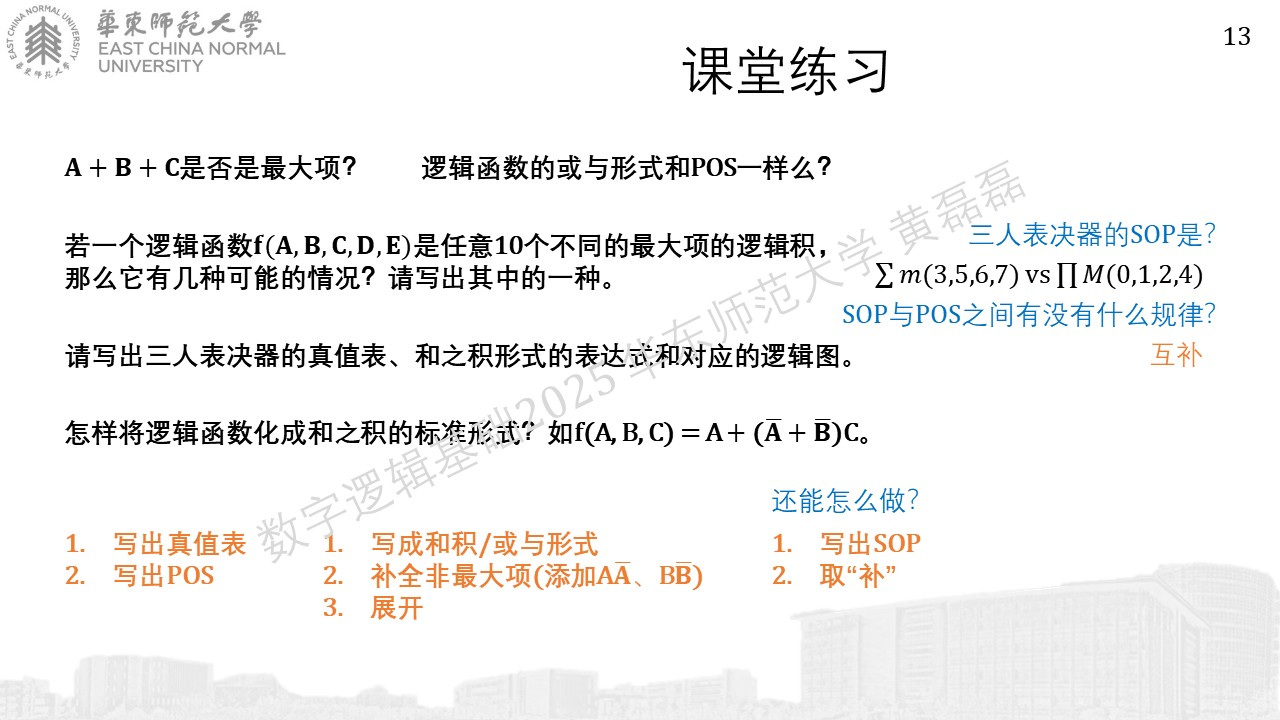 華東師範大學
EAST CHINA NORMAL
UNIVERSITY
EAST CHINA NORMAL UNIVERSITY
華東师范大学
13
课堂练习
A + B + C是否是最大项？ 逻辑函数的或与形式和POS一样么？
若一个逻辑函数f(A, B, C, D, E)是任意10个不同的最大项的逻辑积，
那么它有几种可能的情况？请写出其中的一种。
三人表决器的SOP是？
∑ m(3,5,6,7) vs ∏ M(0,1,2,4)
SOP与POS之间有没有什么规律？
互补
请写出三人表决器的真值表、和之积形式的表达式和对应的逻辑图。
怎样将逻辑函数化成和之积的标准形式？如f(A, B, C) = A + (A̅ + B̅)C。
1. 写出真值表
2. 写出POS
1. 写成和积/或与形式
2. 补全非最大项(添加AA̅、BB̅)
3. 展开
还能怎么做？
1. 写出SOP
2. 取“补”
数字逻辑基础2025 华东师范大学 黄磊磊